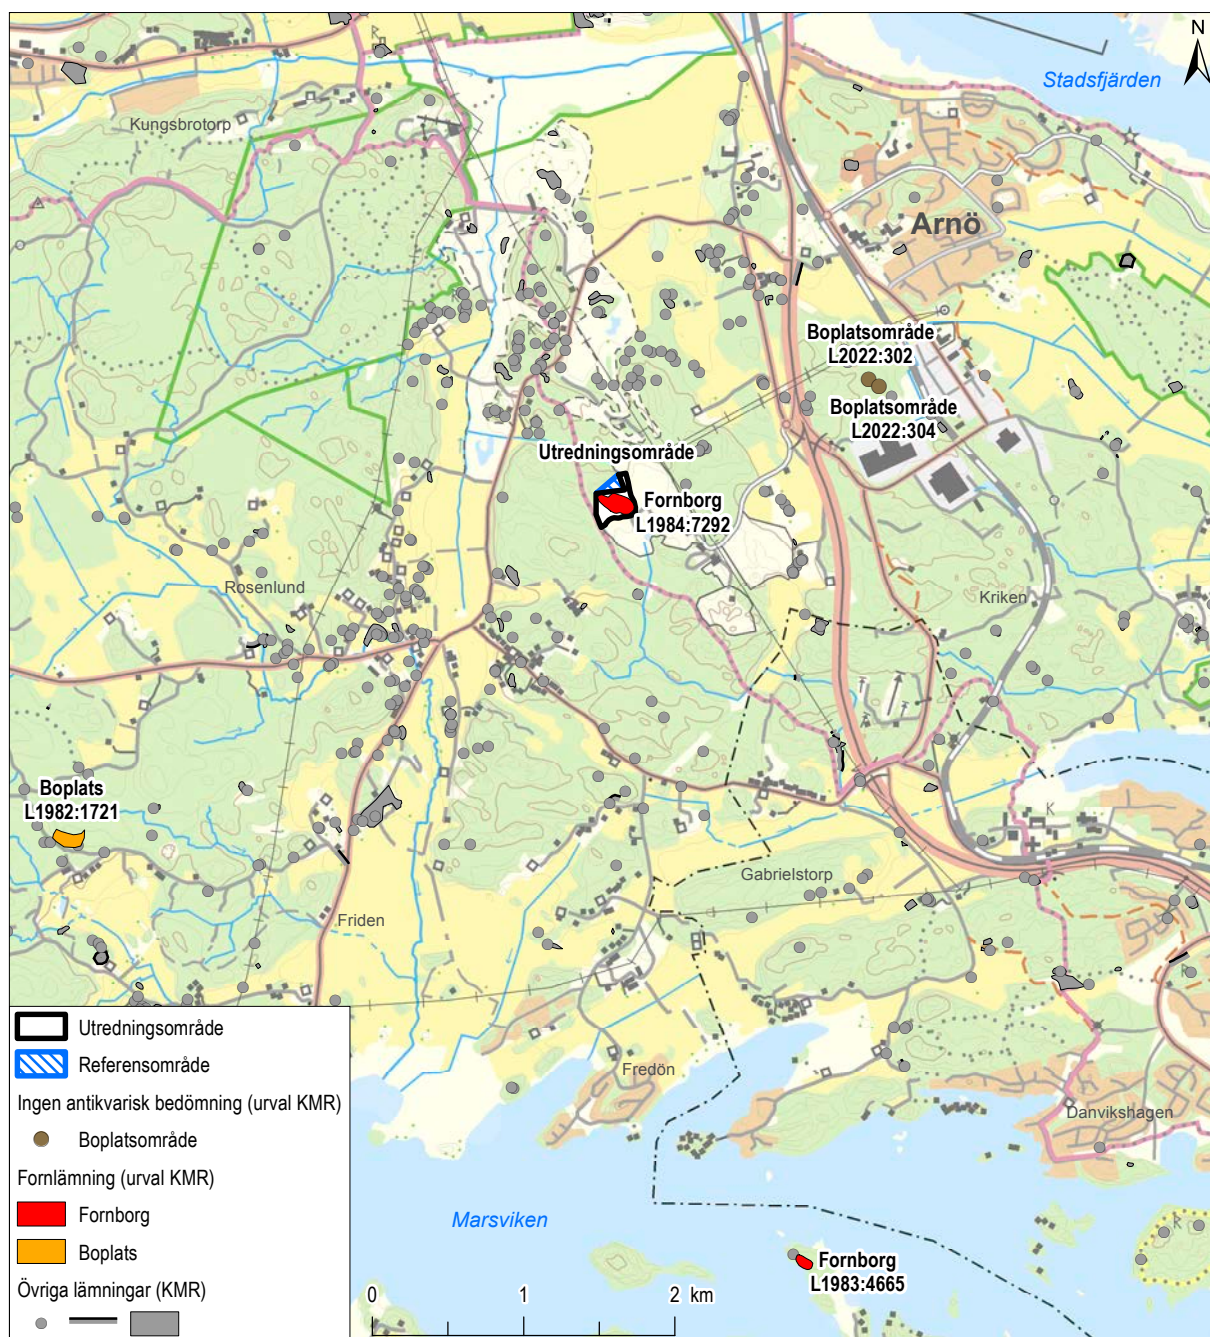 N
Stadsfjärden
Kungsbrotorp
R
Arnö
Boplatsområde
L2022:302
Boplatsområde
L2022:304
Utredningsområde
Fornborg
L1984:7292
R
Rosenlund
Kriken
Boplats
L1982:1721
K
Gabrielstorp
Friden
R
Utredningsområde
Referensområde
Ingen antikvarisk bedömning (urval KMR)
Boplatsområde
Fornlämning (urval KMR)
Fornborg
Boplats
Övriga lämningar (KMR)
Fredön
Danvikshagen
Marsviken
R
Fornborg
L1983:4665
0 1 2 km